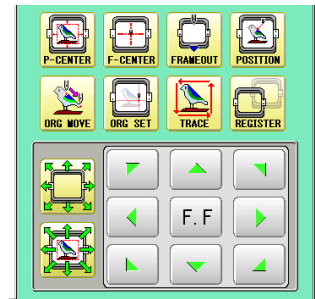 P-CENTER F-CENTER FRAMEOUT POSITION
ORG MOVE ORG SET TRACE REGISTER
F.F